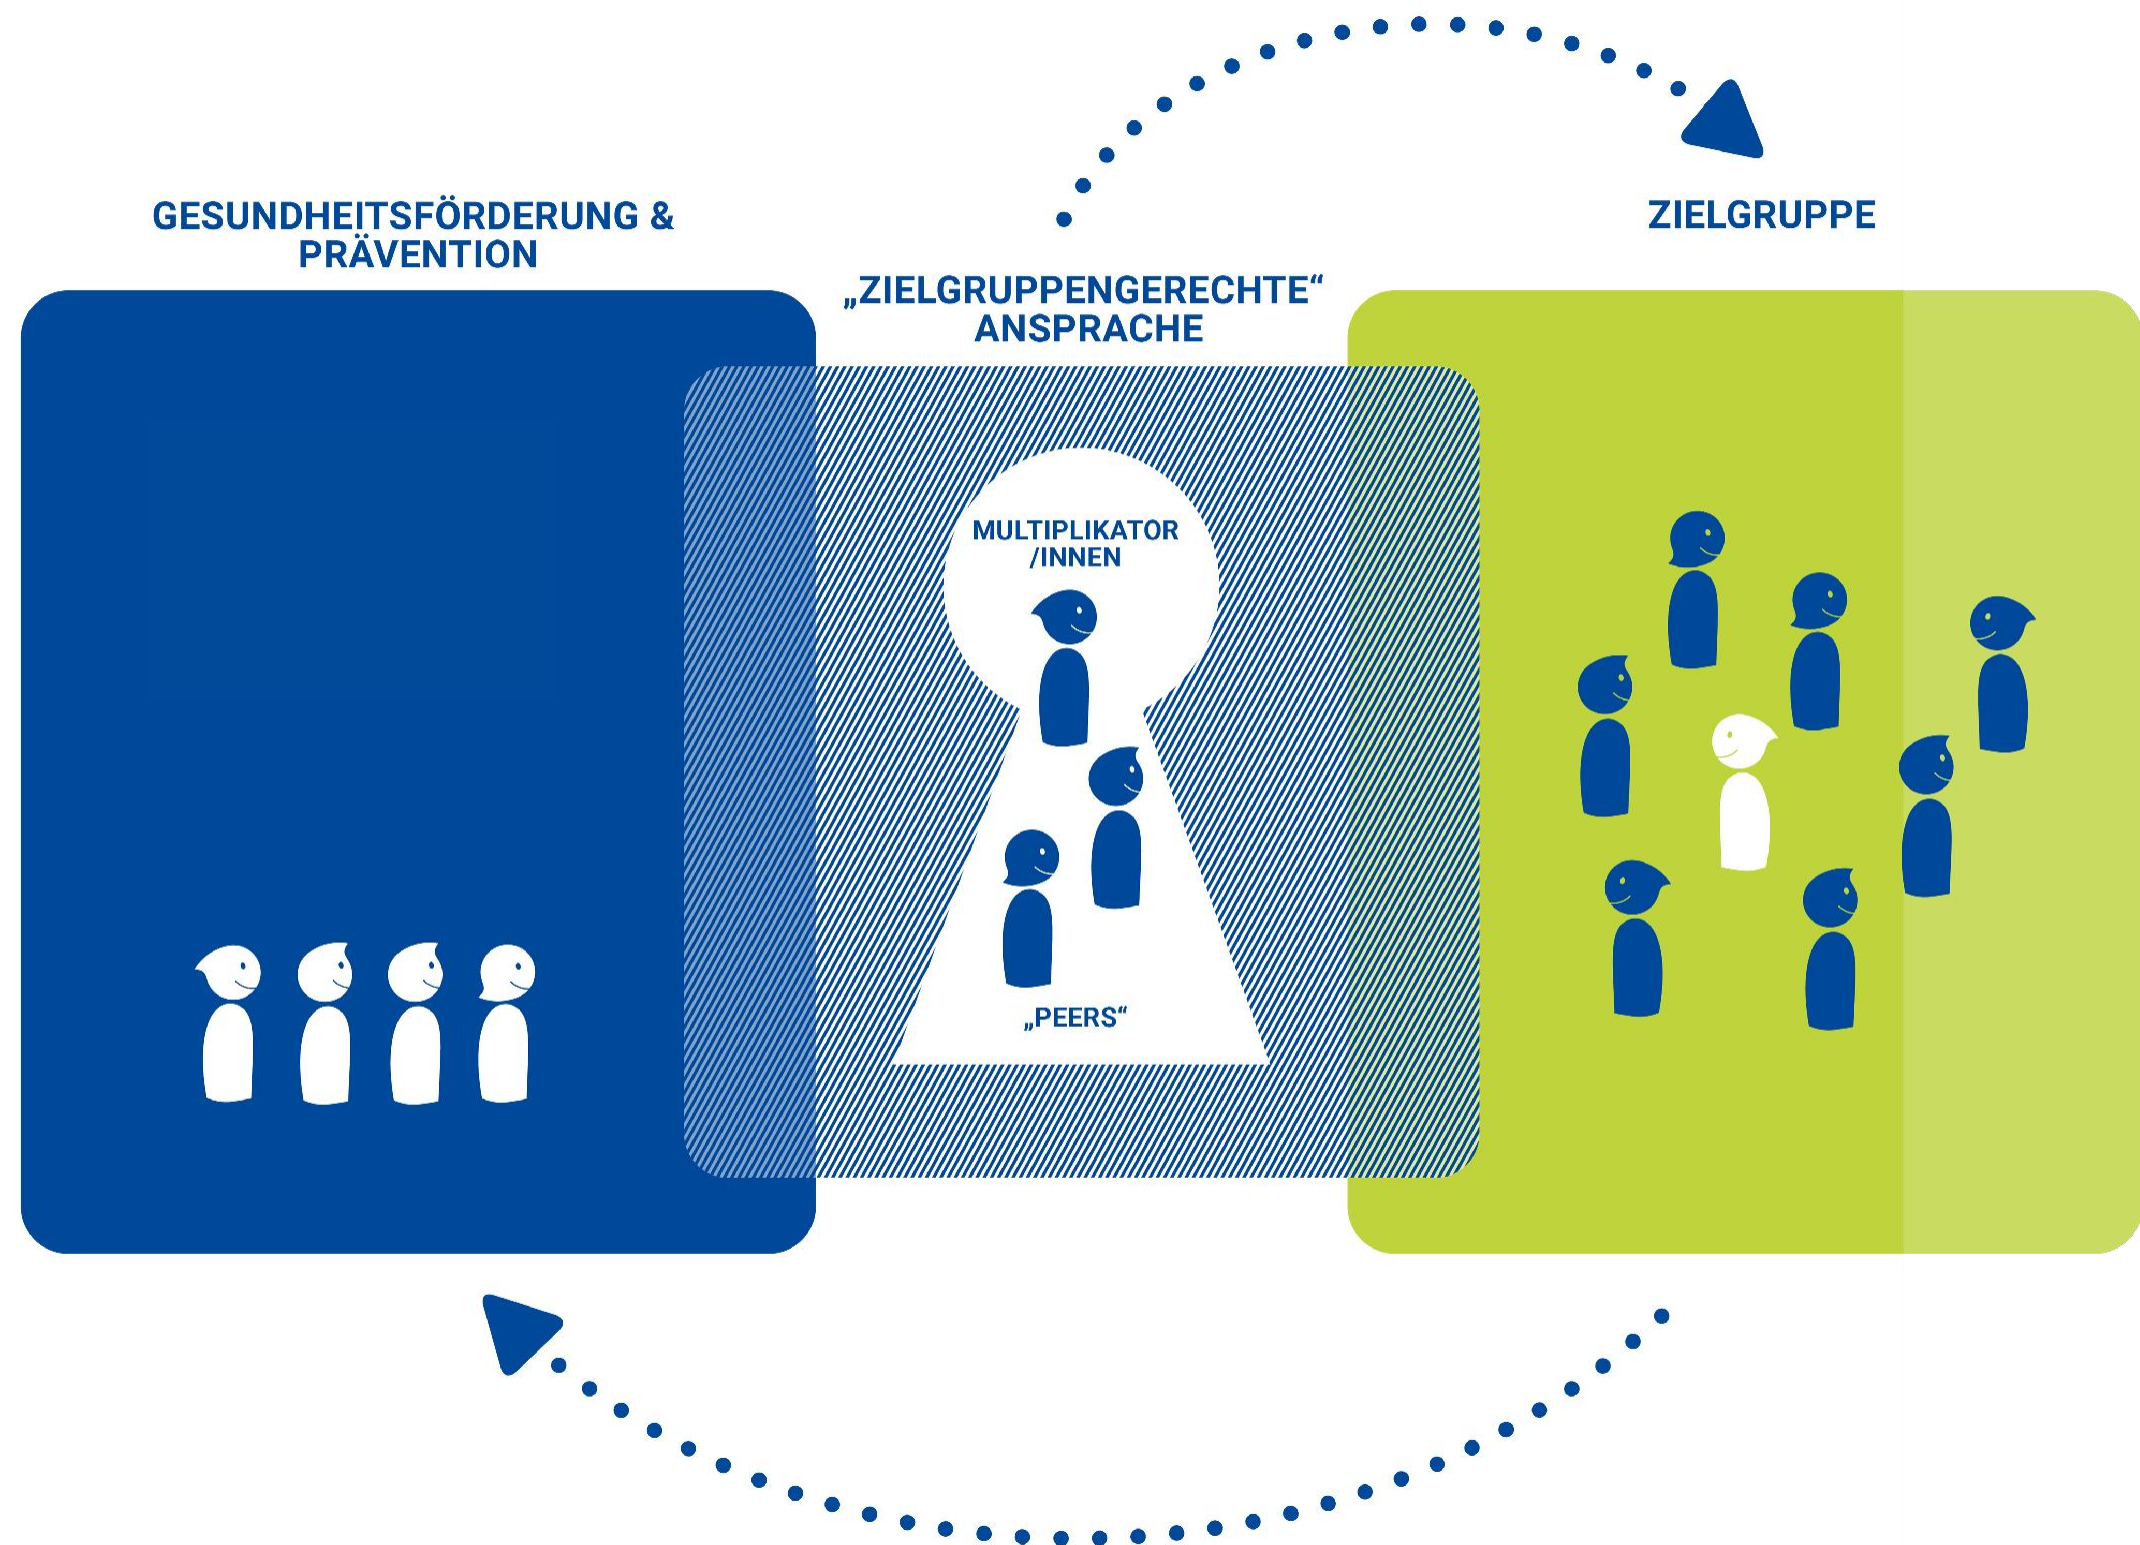 GESUNDHEITSFÖRDERUNG &
PRÄVENTION
„ZIELGRUPPENGERECHTE“
ANSPRACHE
ZIELGRUPPE
MULTIPLIKATOR
/INNEN
„PEERS“